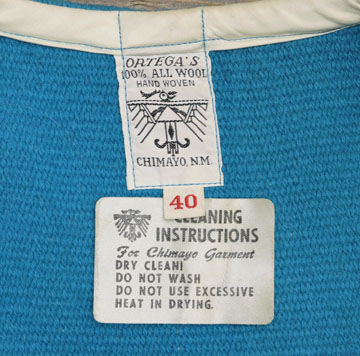 ORTEGA'S
100% ALL WOOL
HAND WOVEN
CHIMAYO, N.M.
40
CLEANING
INSTRUCTIONS
For Chimayo Garment
DRY CLEAN!
DO NOT WASH
DO NOT USE EXCESSIVE
HEAT IN DRYING.